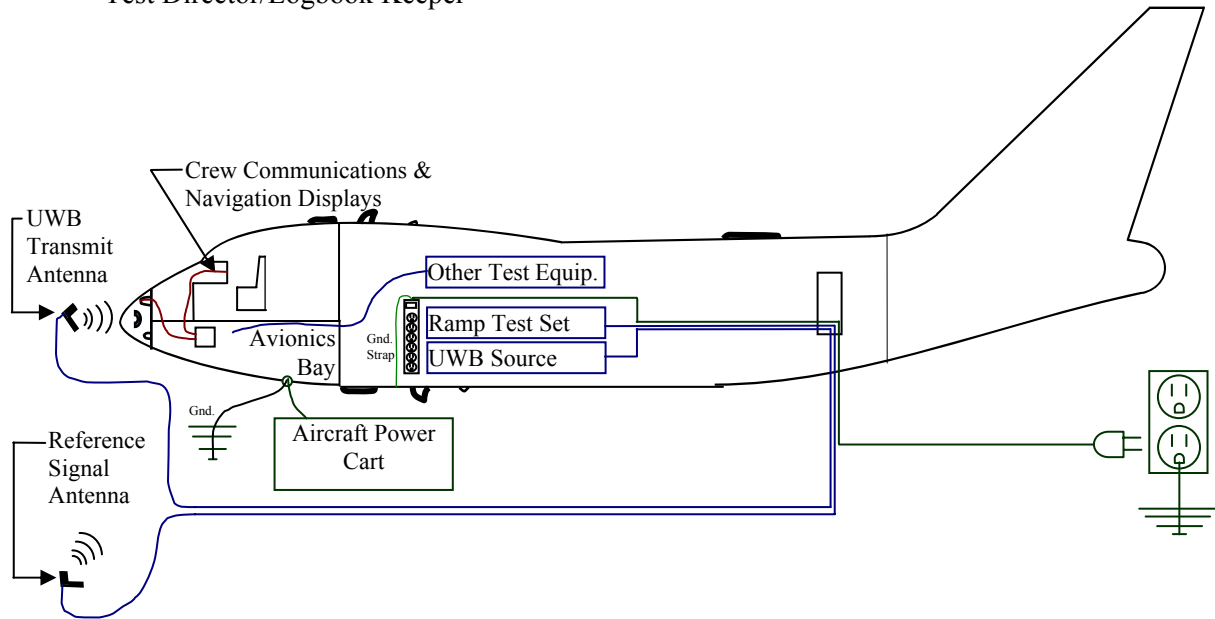 Test Director/Logbook Keeper
Crew Communications &
Navigation Displays
UWB
Transmit
Antenna
Other Test Equip.
Ramp Test Set
UWB Source
Gnd.
Strap
Avionics
Bay
Gnd.
Aircraft Power
Cart
Reference
Signal
Antenna